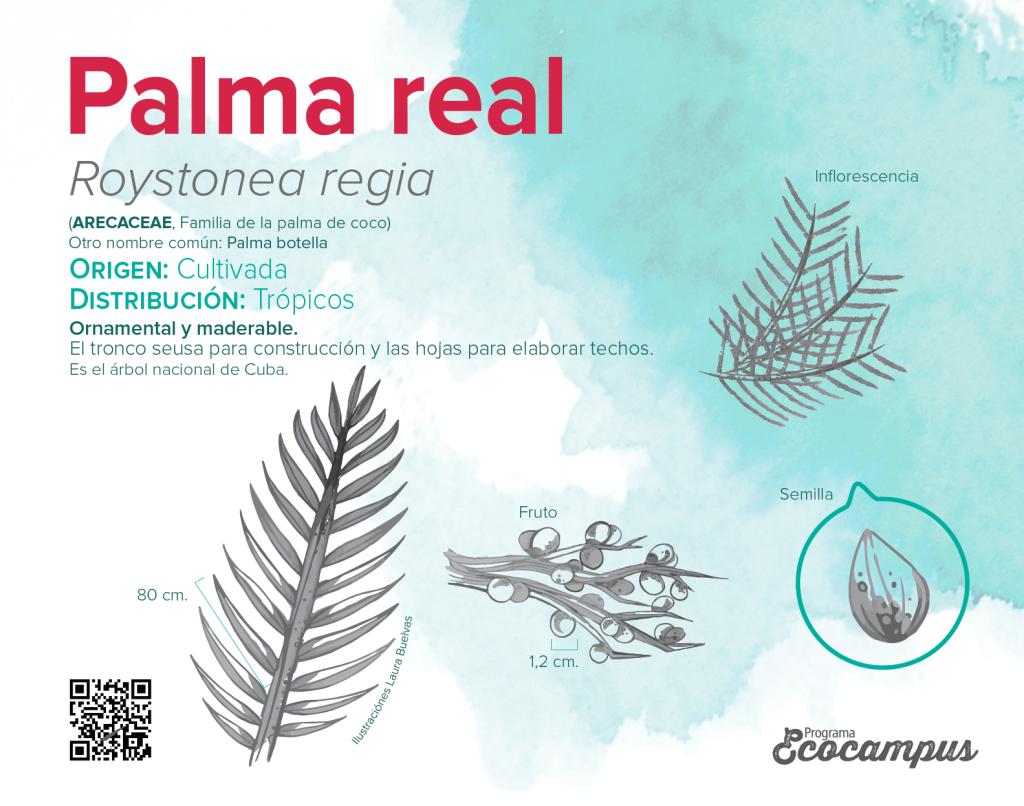 Palma real
Roystonea regia
(ARECACEAE, Familia de la palma de coco)
Otro nombre común: Palma botella
ORIGEN: Cultivada
DISTRIBUCIÓN: Trópicos
Ornamental y maderable.
El tronco seusa para construcción y las hojas para elaborar techos.
Es el árbol nacional de Cuba.
Inflorescencia
Semilla
Fruto
80 cm.
1,2 cm.
Ilustraciónes Laura Buelvas
Programa
Ecocampus